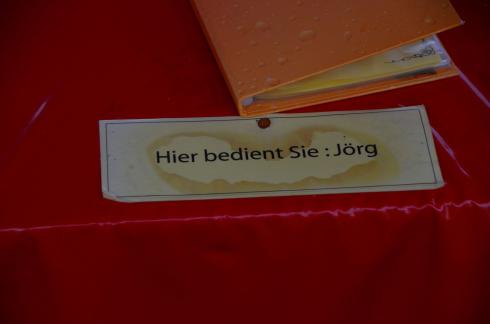 Hier bedient Sie : Jörg